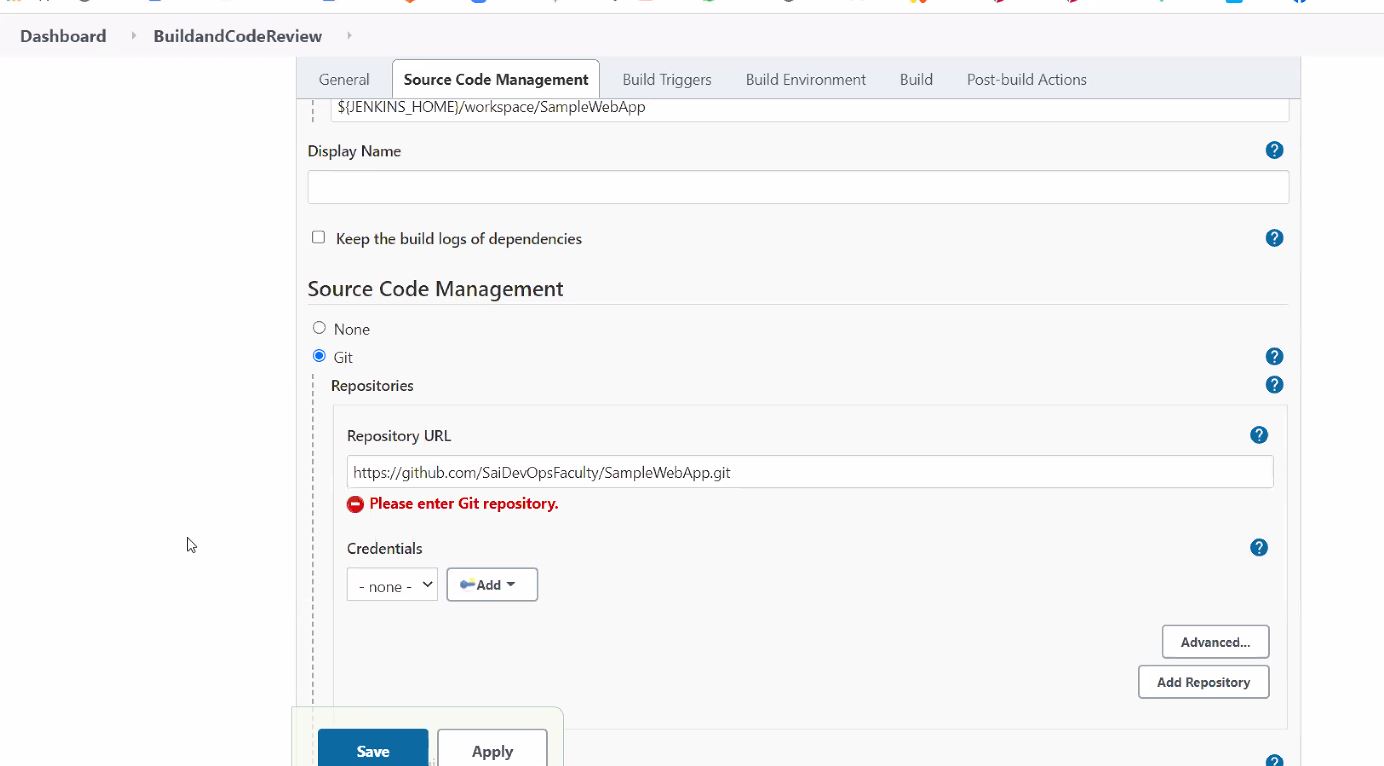 Dashboard BuildandCodeReview
General Source Code Management Build Triggers Build Environment Build Post-build Actions
${JENKINS_HOME}/workspace/SampleWebApp
Display Name
Keep the build logs of dependencies
Source Code Management
None
Git
Repositories
Repository URL
https://github.com/SaiDevOpsFaculty/SampleWebApp.git
Please enter Git repository.
Credentials
- none - Add
Advanced...
Add Repository
Save Apply